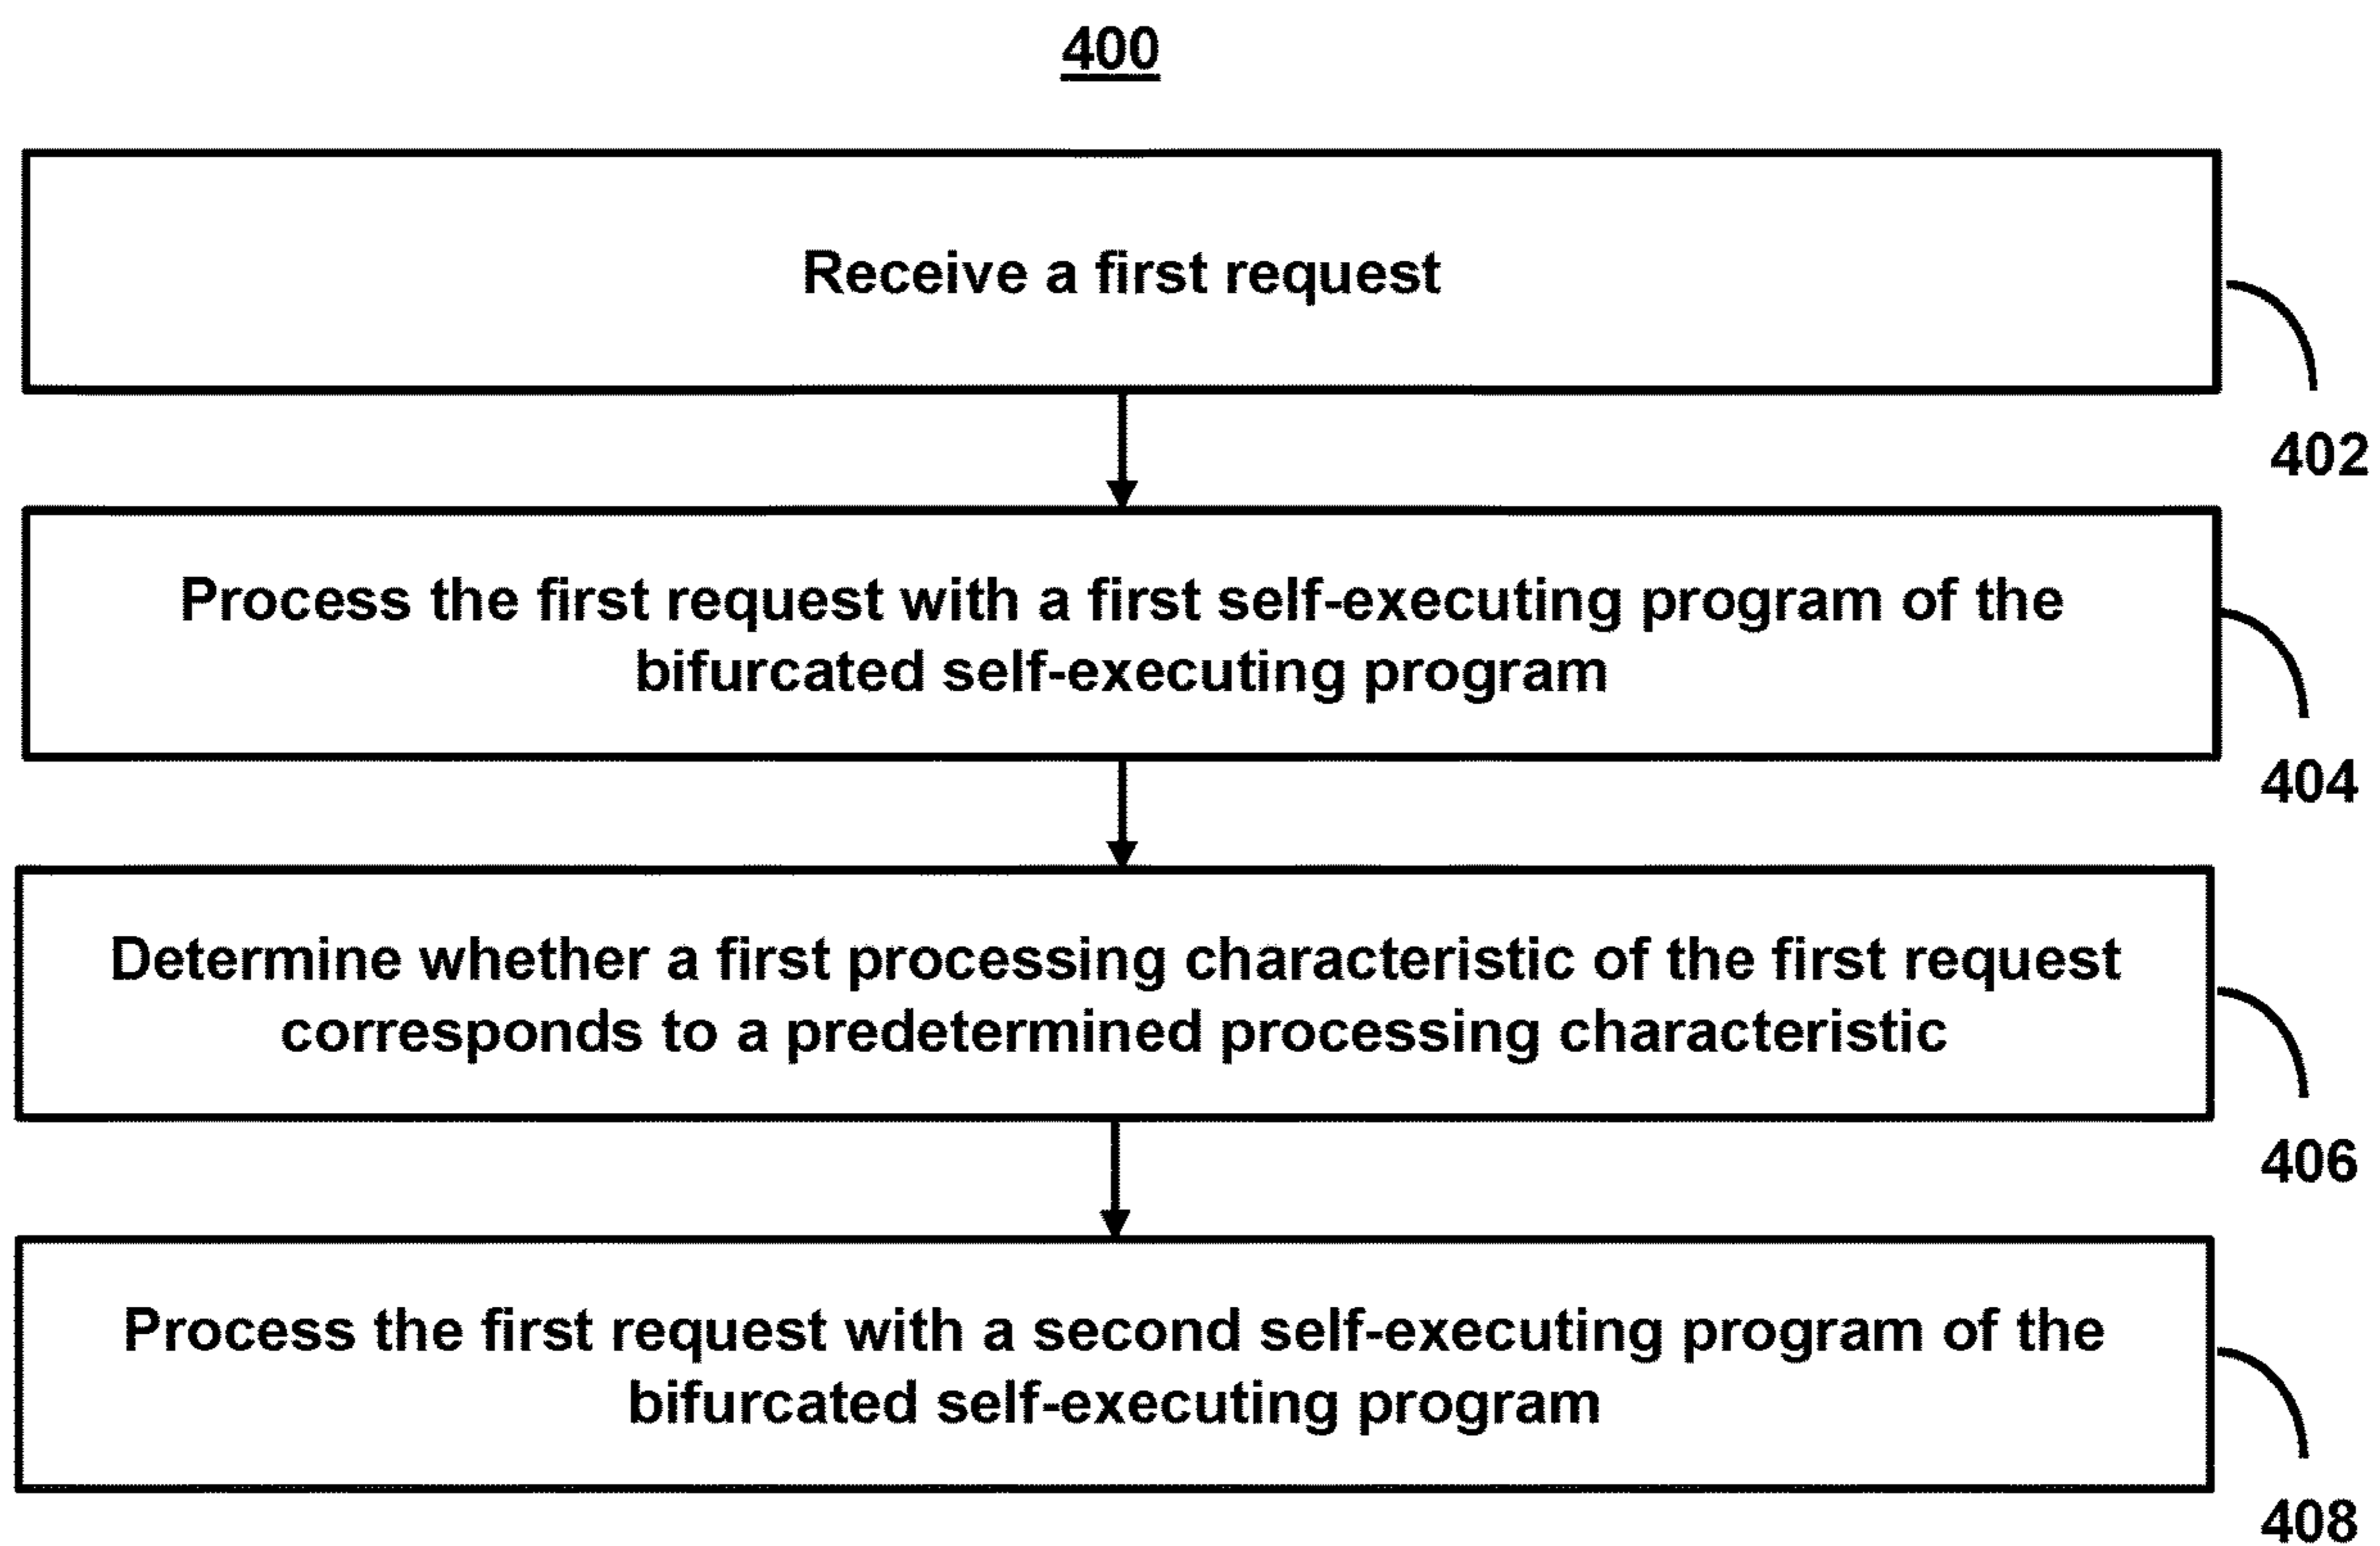 400
Receive a first request
402
Process the first request with a first self-executing program of the
bifurcated self-executing program
404
Determine whether a first processing characteristic of the first request
corresponds to a predetermined processing characteristic
406
Process the first request with a second self-executing program of the
bifurcated self-executing program
408